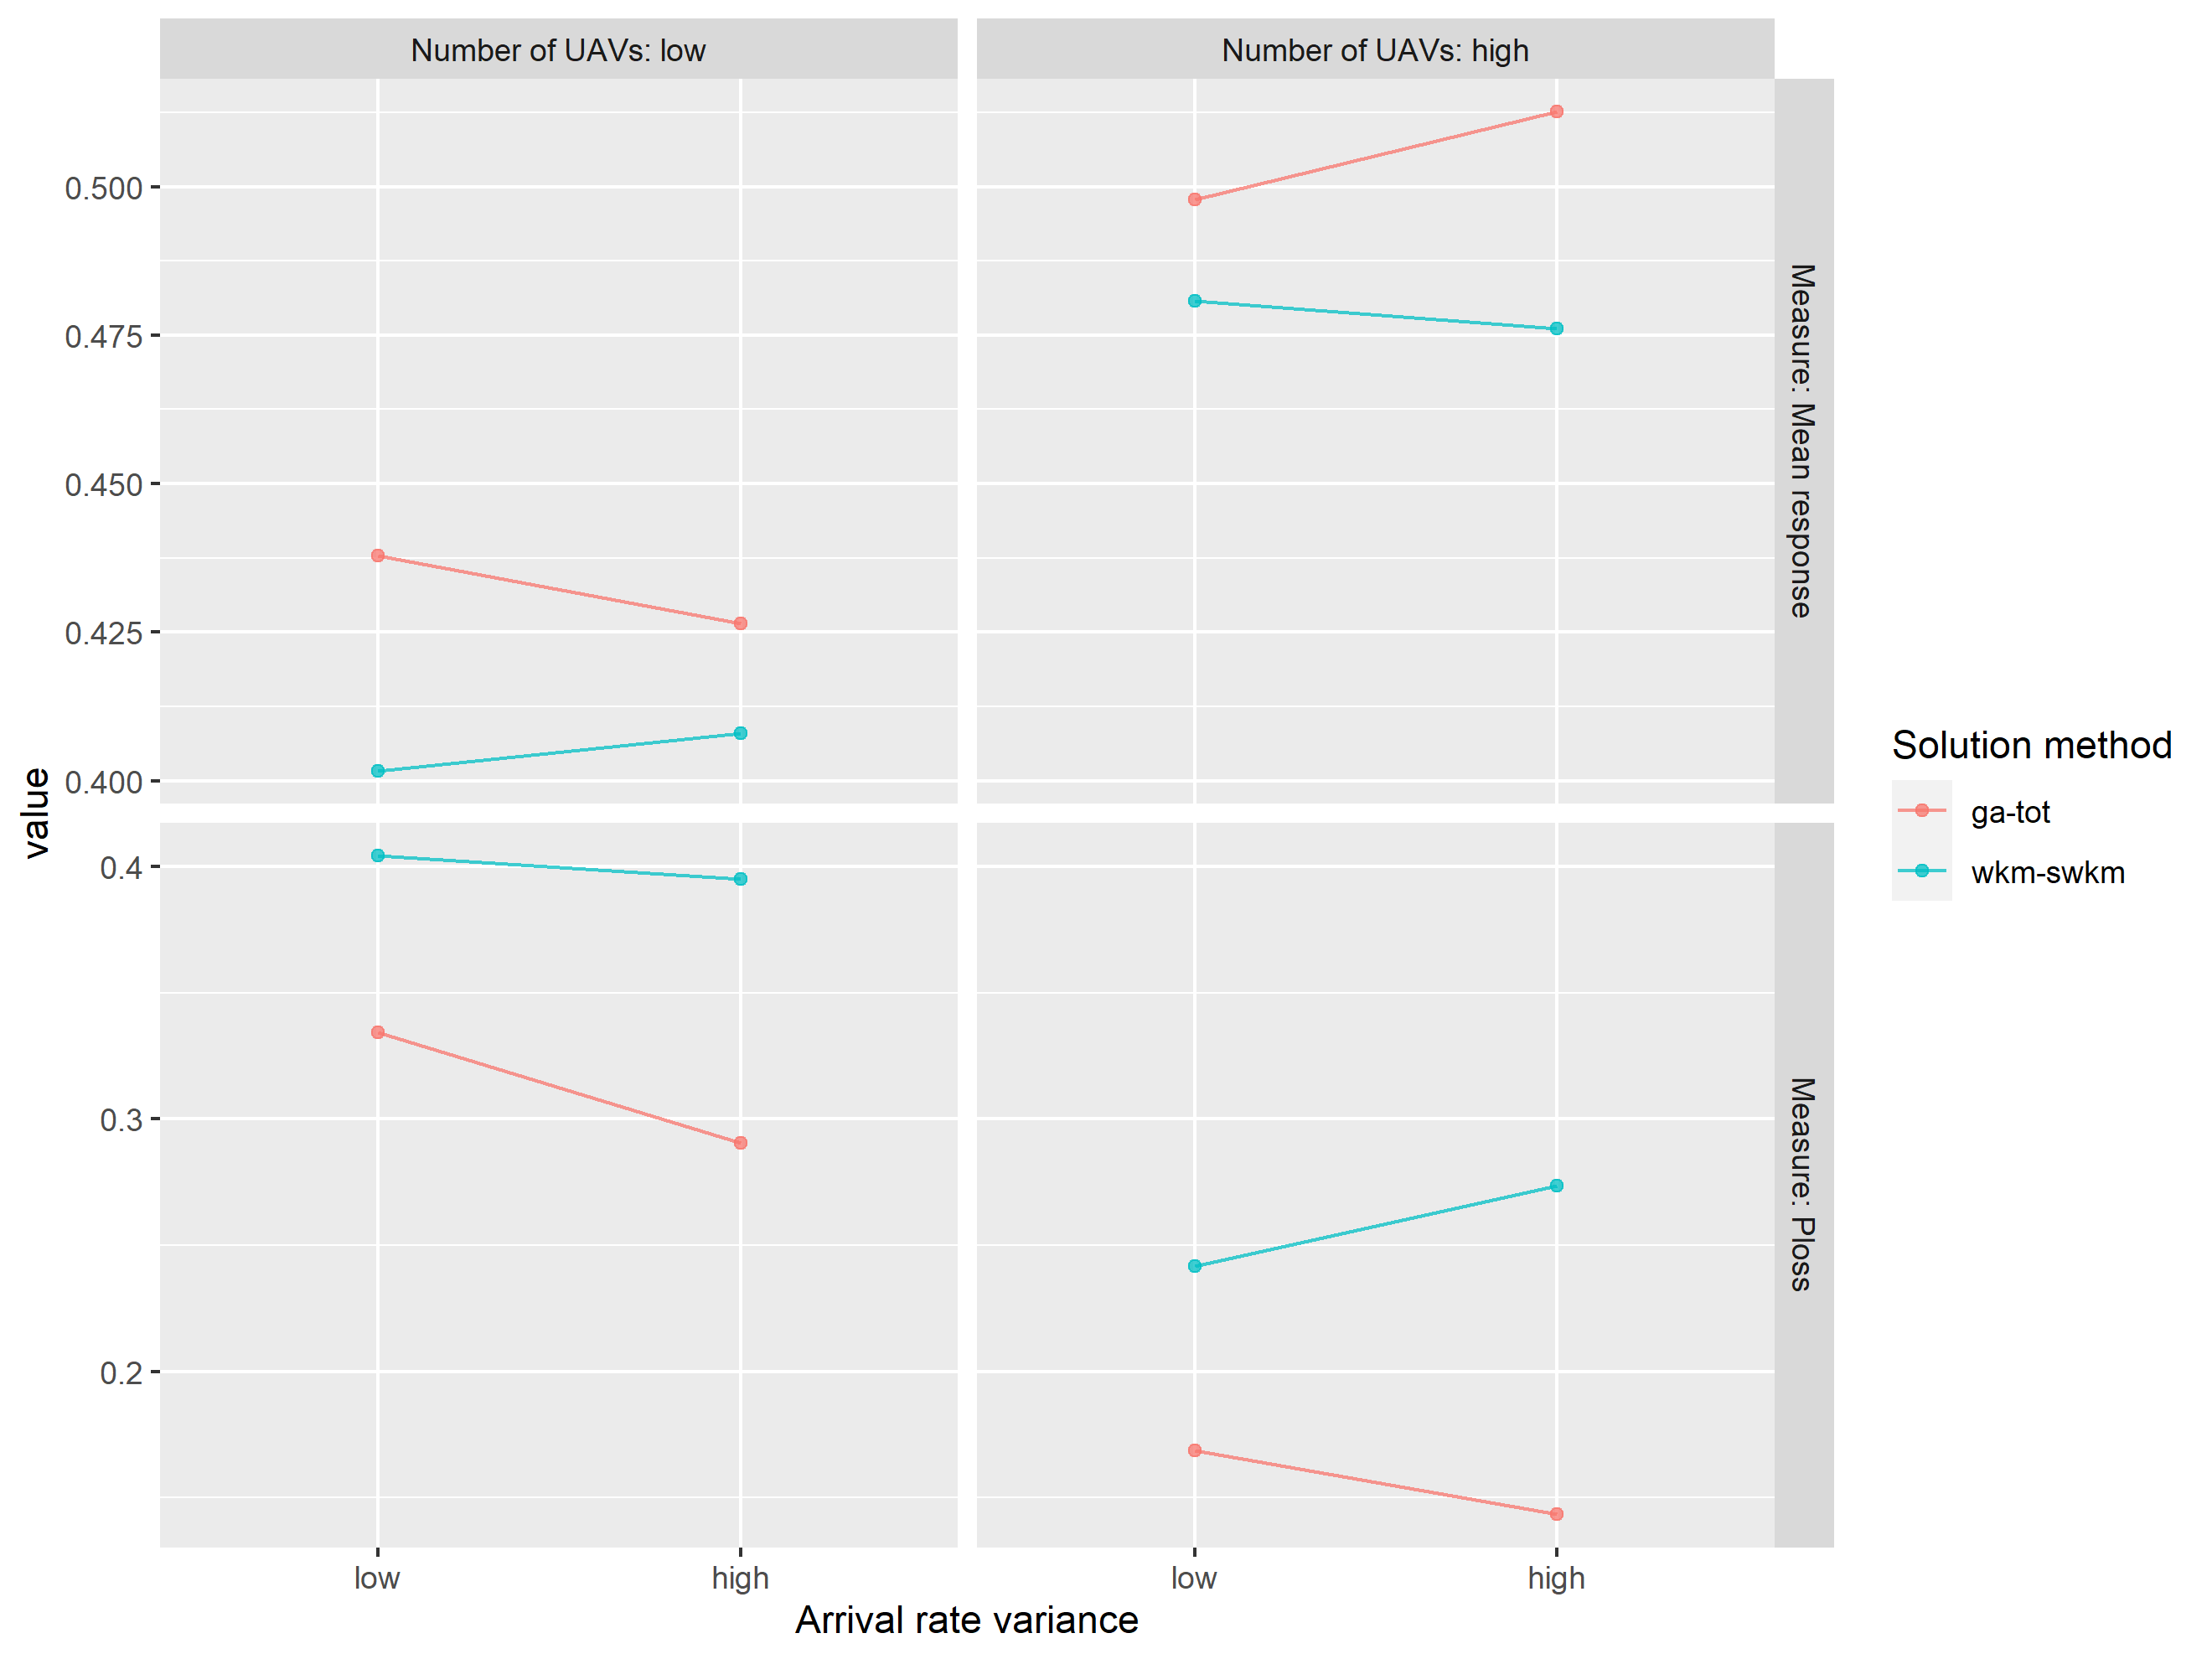 Number of UAVs: low
Number of UAVs: high
0.500
0.475
0.450
0.425
0.400
Measure: Mean response
0.4
0.3
0.2
Measure: Ploss
value
low
high
low
high
Arrival rate variance
Solution method
ga-tot
wkm-swkm